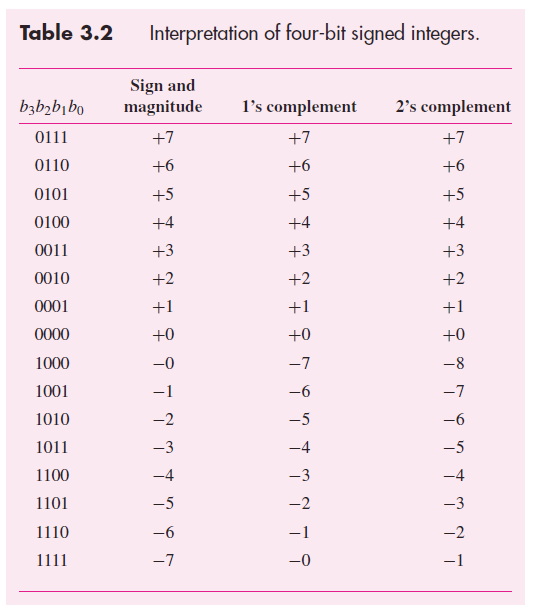 Table 3.2 Interpretation of four-bit signed integers.
Sign and
b3b2b1b0 magnitude 1's complement 2's complement
0111 +7 +7 +7
0110 +6 +6 +6
0101 +5 +5 +5
0100 +4 +4 +4
0011 +3 +3 +3
0010 +2 +2 +2
0001 +1 +1 +1
0000 +0 +0 +0
1000 −0 −7 −8
1001 −1 −6 −7
1010 −2 −5 −6
1011 −3 −4 −5
1100 −4 −3 −4
1101 −5 −2 −3
1110 −6 −1 −2
1111 −7 −0 −1